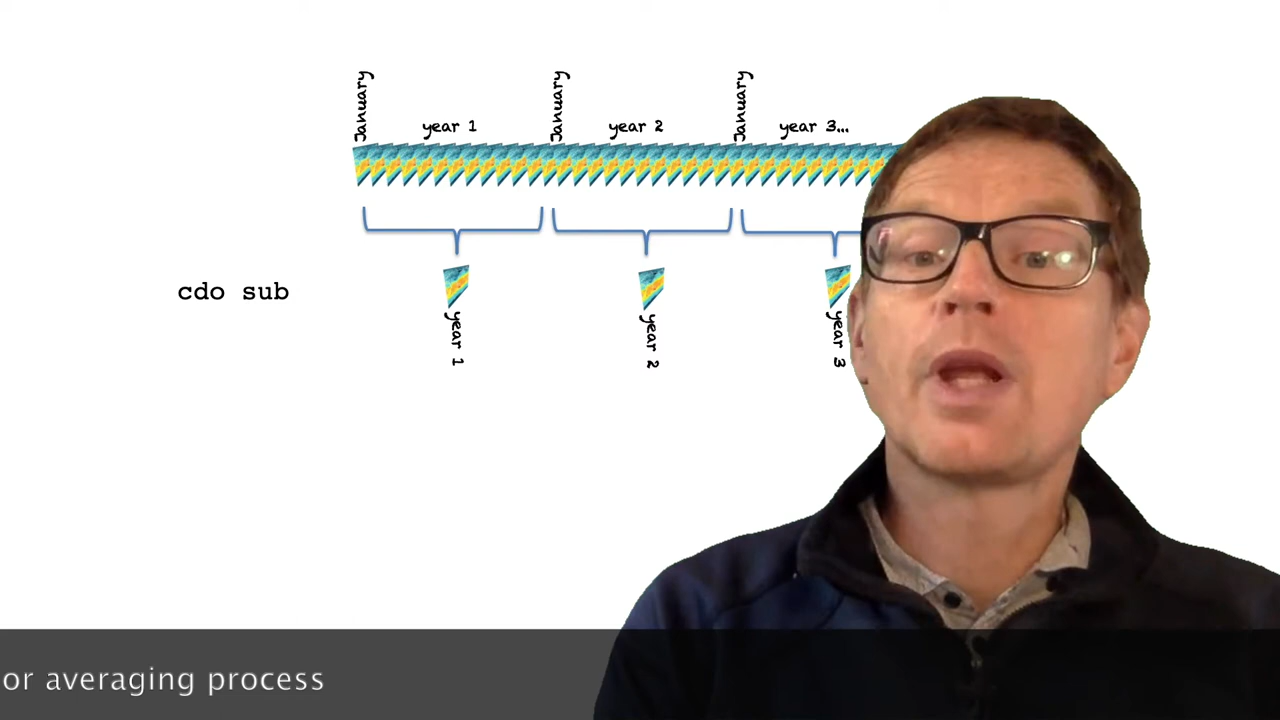 January
January
January
year 1
year 2
year 3...
cdo sub
year 1
year 2
year 3
or averaging process